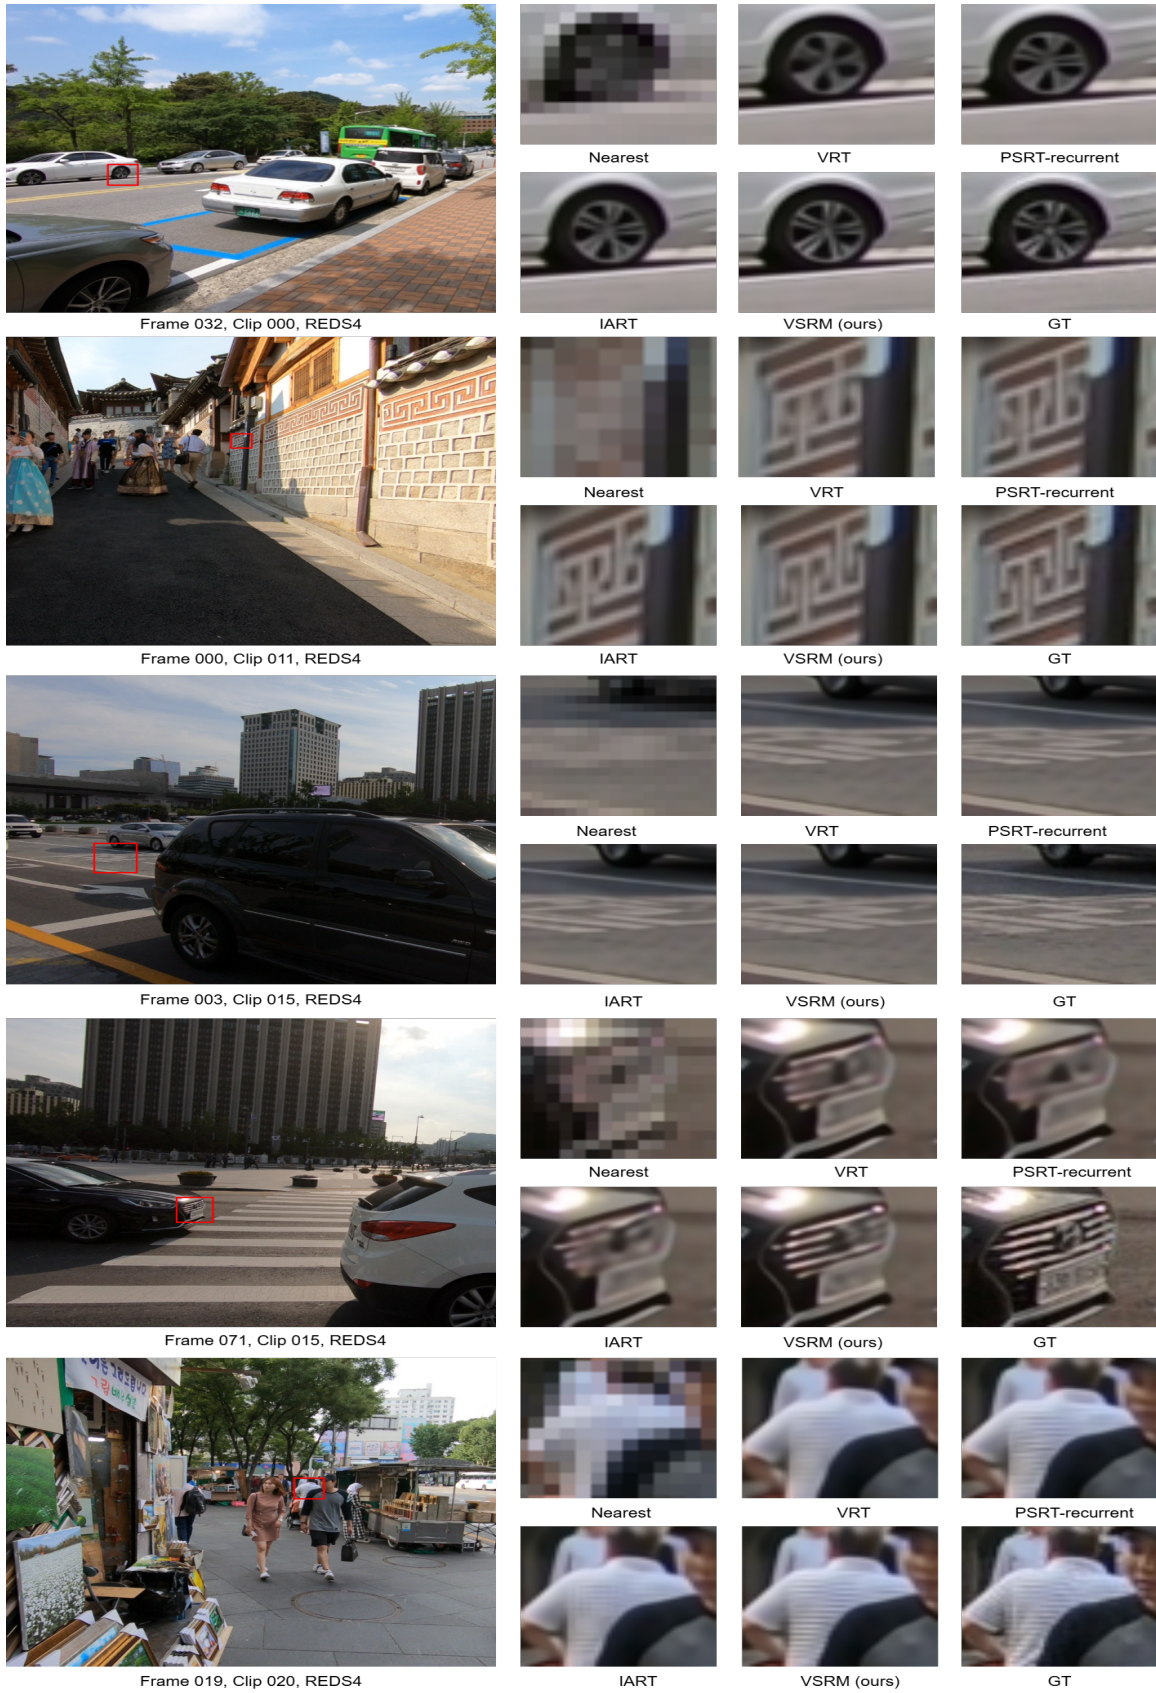 Nearest
VRT
PSRT-recurrent
IART
VSRM (ours)
GT
Frame 032, Clip 000, REDS4
Nearest
VRT
PSRT-recurrent
IART
VSRM (ours)
GT
Frame 000, Clip 011, REDS4
Nearest
VRT
PSRT-recurrent
IART
VSRM (ours)
GT
Frame 003, Clip 015, REDS4
Nearest
VRT
PSRT-recurrent
IART
VSRM (ours)
GT
Frame 071, Clip 015, REDS4
Nearest
VRT
PSRT-recurrent
IART
VSRM (ours)
GT
Frame 019, Clip 020, REDS4